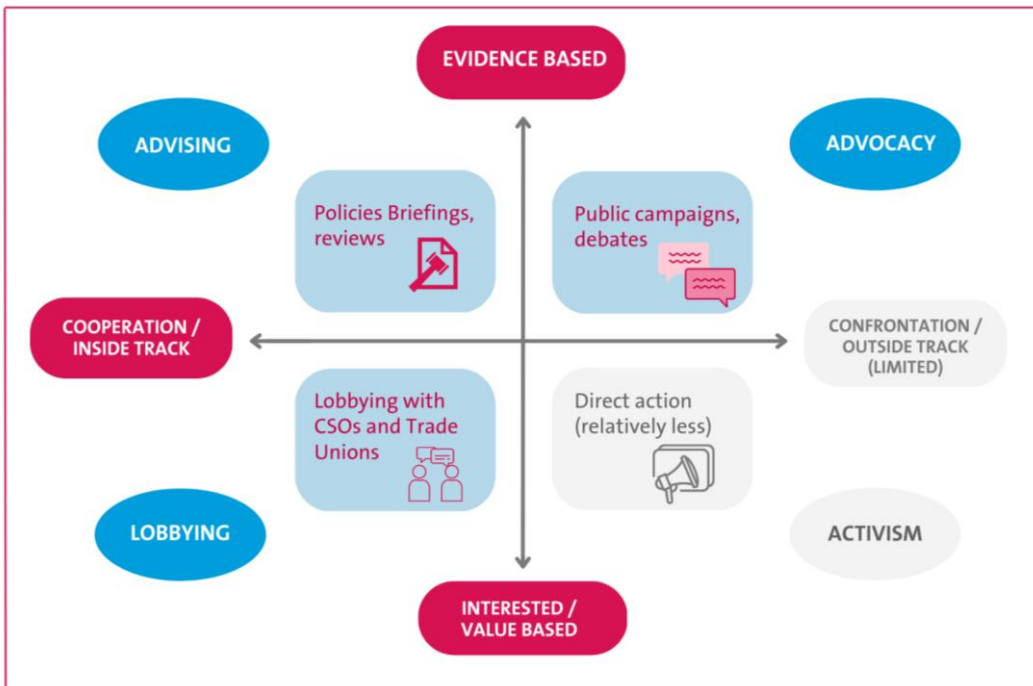 EVIDENCE BASED
ADVISING
ADVOCACY
Policies Briefings,
reviews
Public campaigns,
debates
COOPERATION /
INSIDE TRACK
CONFRONTATION /
OUTSIDE TRACK
(LIMITED)
Lobbying with
CSOs and Trade
Unions
Direct action
(relatively less)
LOBBYING
ACTIVISM
INTERESTED /
VALUE BASED